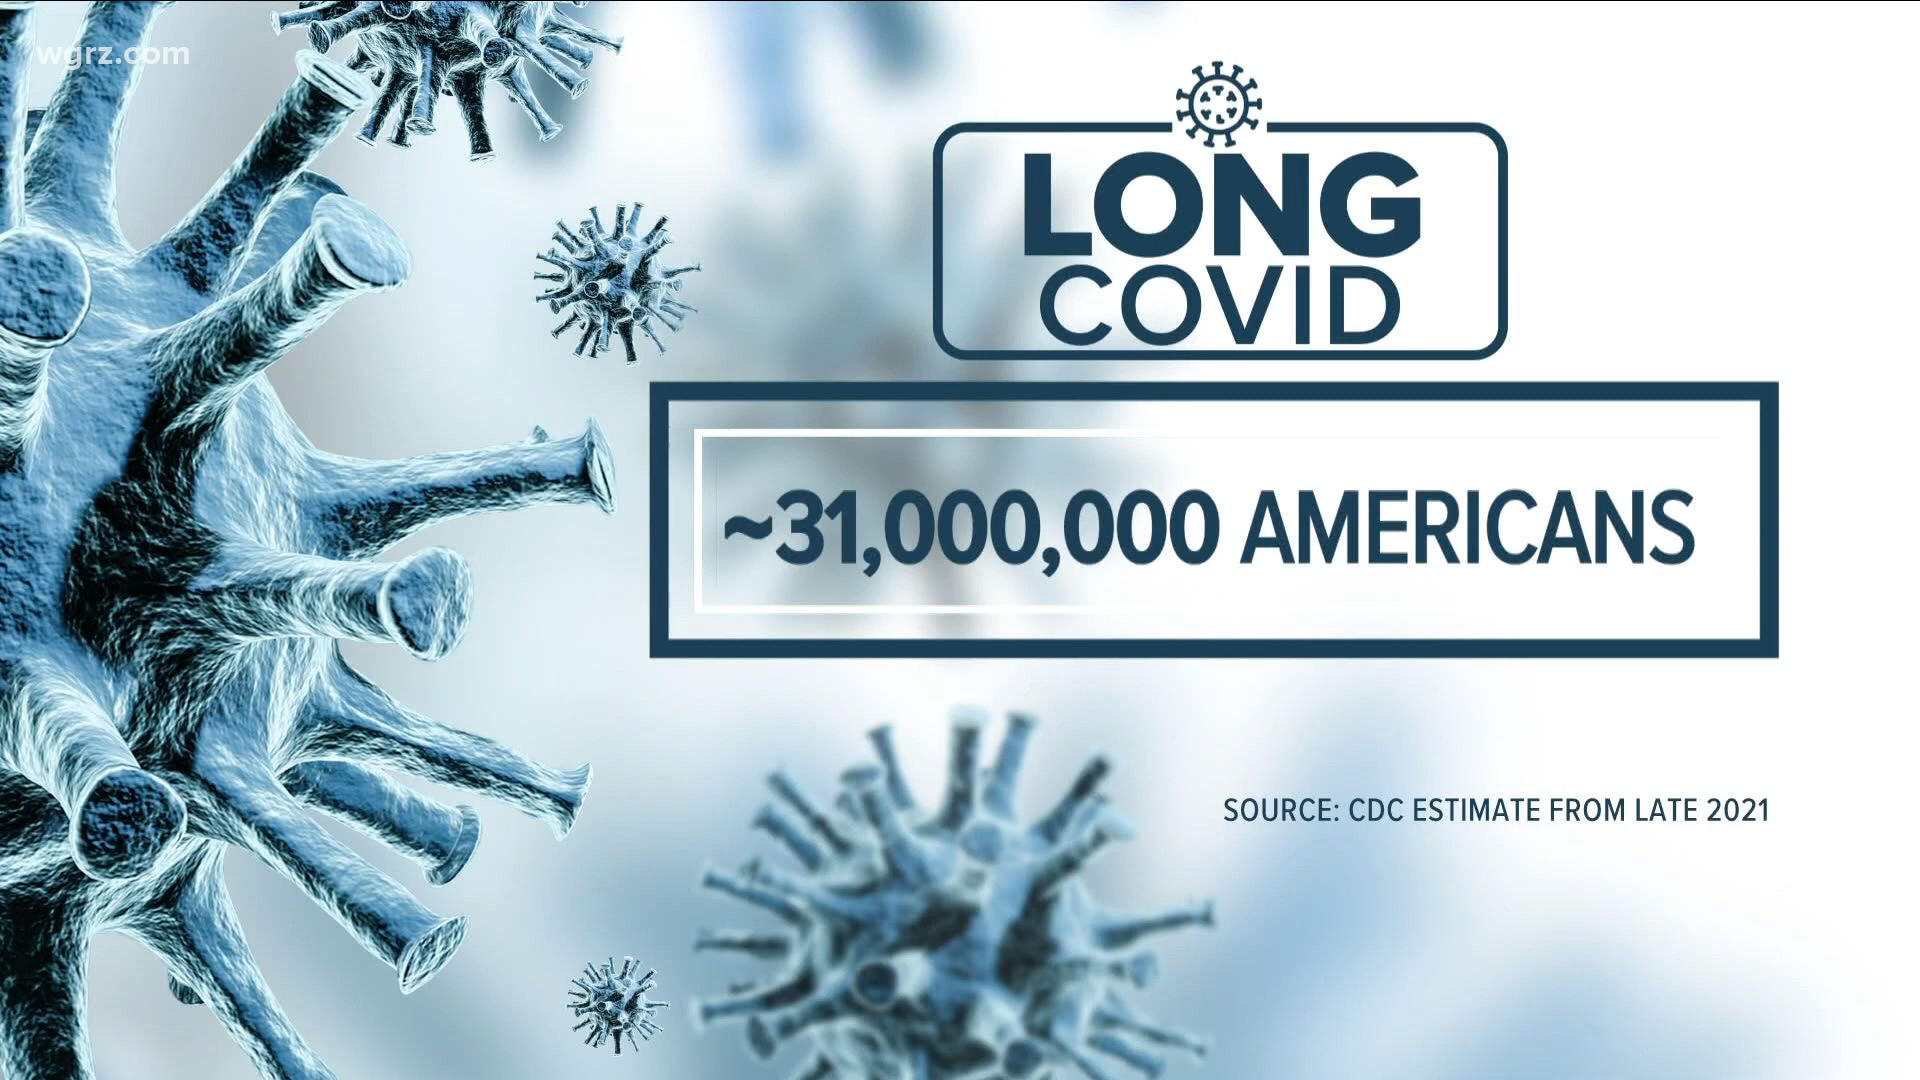 wgrz.com
LONG
COVID
~31,000,000 AMERICANS
SOURCE: CDC ESTIMATE FROM LATE 2021